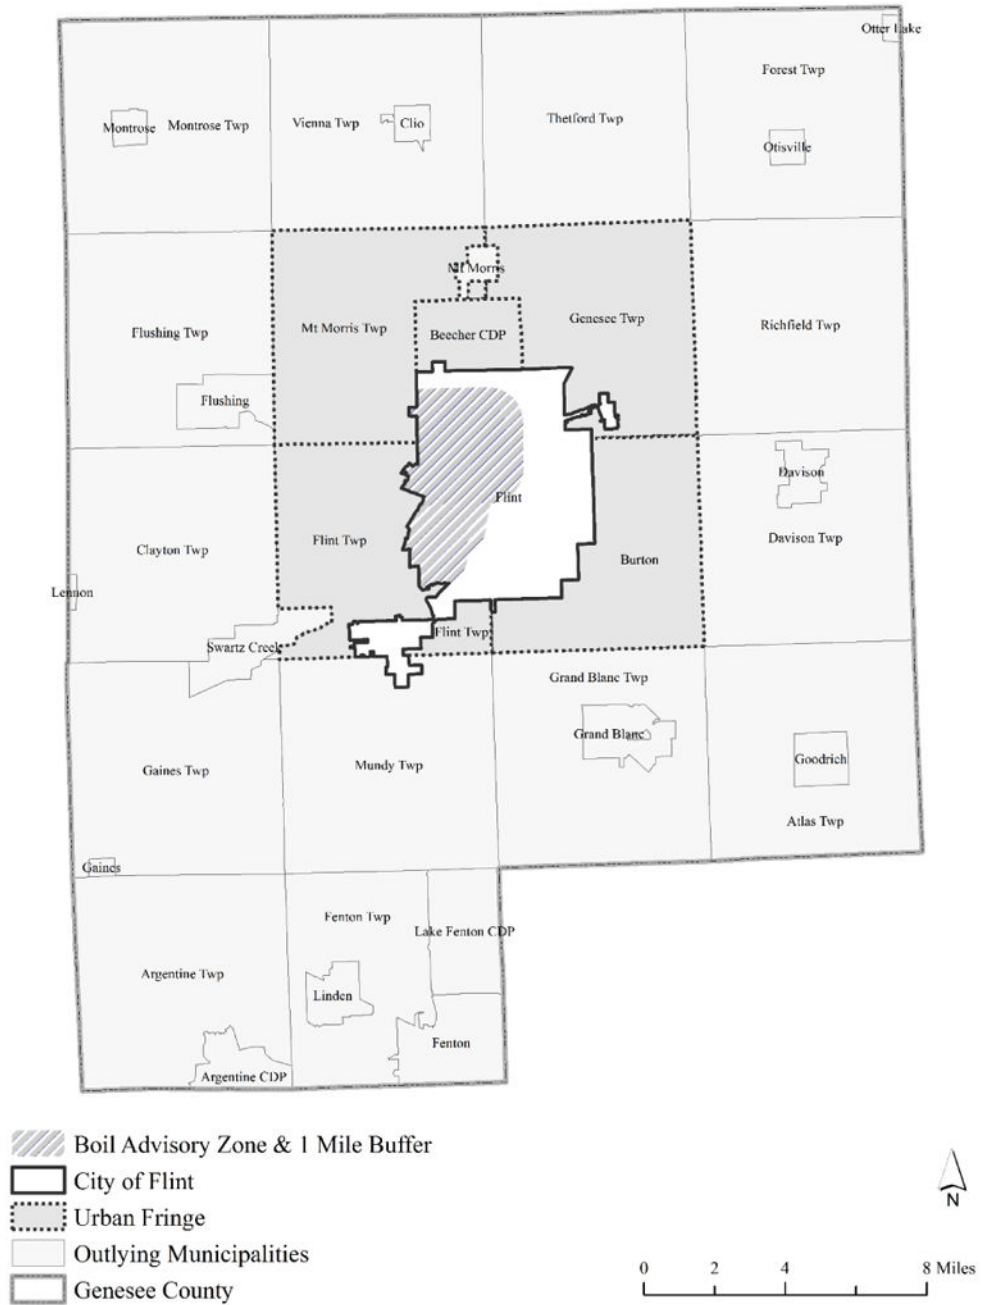 Otter Lake
Forest Twp
Montrose
Montrose Twp
Vienna Twp
Clio
Thetford Twp
Otisville
Mt Morris
Flushing Twp
Mt Morris Twp
Beecher CDP
Genesee Twp
Richfield Twp
Flushing
Davison
Flint
Clayton Twp
Flint Twp
Burton
Davison Twp
Lennon
Swartz Creek
Flint Twp
Grand Blanc Twp
Grand Blanc
Gaines Twp
Mundy Twp
Goodrich
Atlas Twp
Gaines
Fenton Twp
Lake Fenton CDP
Argentine Twp
Linden
Fenton
Argentine CDP
Boil Advisory Zone & 1 Mile Buffer
City of Flint
Urban Fringe
Outlying Municipalities
Genesee County
N
0 2 4 8 Miles